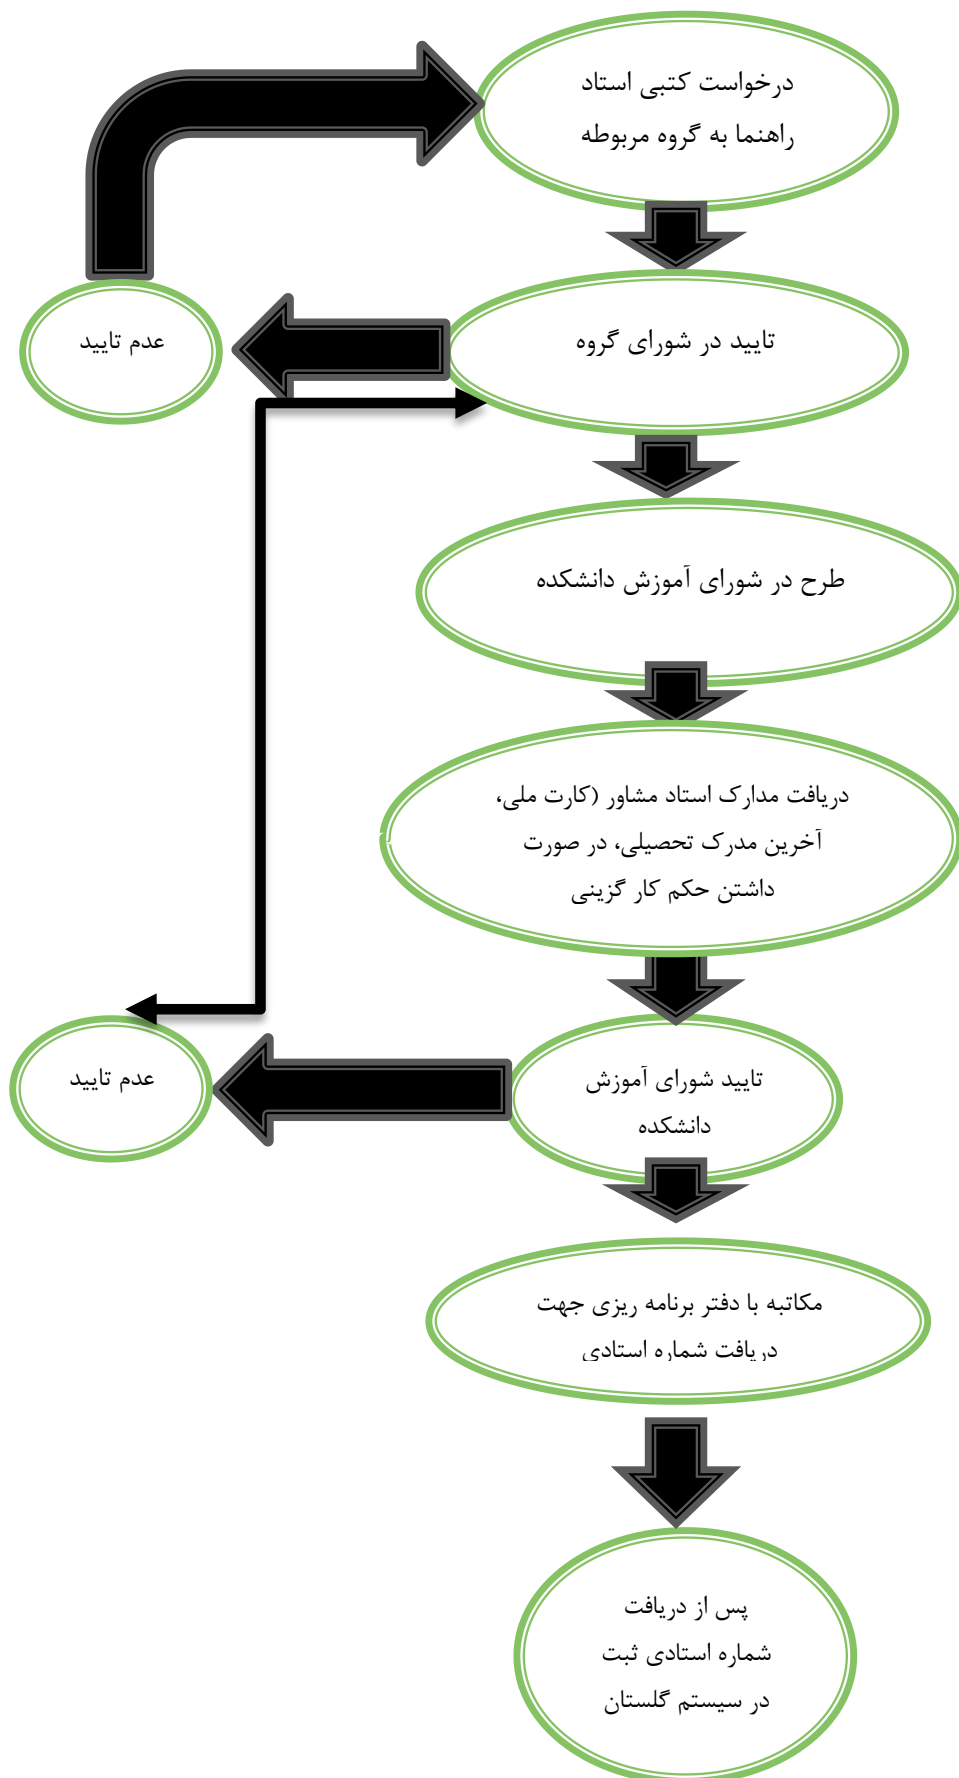 درخواست کتبی استاد
راهنما به گروه مربوطه
تایید در شورای گروه
عدم تایید
طرح در شورای آموزش دانشکده
دریافت مدارک استاد مشاور (کارت ملی،
آخرین مدرک تحصیلی، در صورت
داشتن حکم کار گزینی
تایید شورای آموزش
دانشکده
عدم تایید
مکاتبه با دفتر برنامه ریزی جهت
دریافت شماره استادی
پس از دریافت
شماره استادی ثبت
در سیستم گلستان